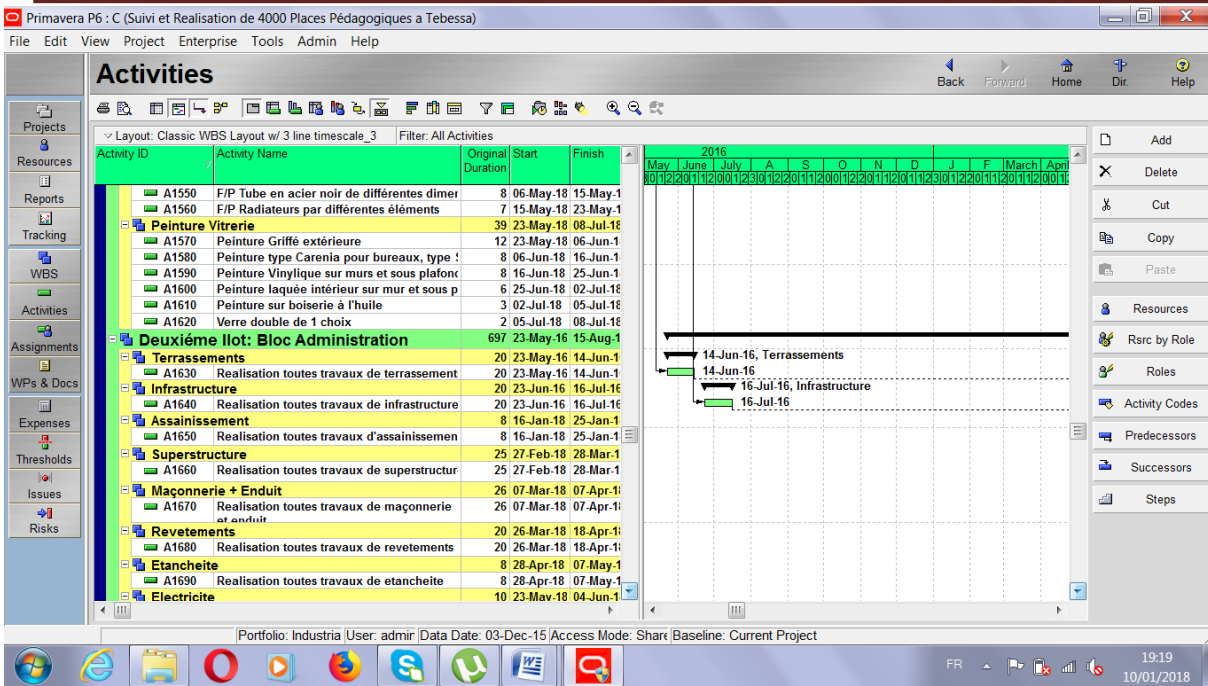 Primavera P6 : C (Suivi et Realisation de 4000 Places Pédagogiques a Tebessa)
File Edit View Project Enterprise Tools Admin Help
Activities
Back Forward Home Dir. Help
Layout: Classic WBS Layout w/ 3 line timescale_3 Filter: All Activities
Activity ID Activity Name Original Duration Start Finish
2016
May June July A S O N D J F March April
A1550 F/P Tube en acier noir de différentes dimer 8 06-May-18 15-May-1
A1560 F/P Radiateurs par différentes éléments 7 15-May-18 23-May-1
Peinture Vitrerie 39 23-May-18 08-Jul-18
A1570 Peinture Griffé extérieure 12 23-May-18 06-Jun-1
A1580 Peinture type Carenia pour bureaux, type 8 06-Jun-18 16-Jun-1
A1590 Peinture Vinylique sur murs et sous plafond 8 16-Jun-18 25-Jun-1
A1600 Peinture laquée intérieur sur mur et sous p 6 25-Jun-18 02-Jul-18
A1610 Peinture sur boiserie à l'huile 3 02-Jul-18 05-Jul-18
A1620 Verre double de 1 choix 2 05-Jul-18 08-Jul-18
Deuxiéme Ilot: Bloc Administration 697 23-May-16 15-Aug-1
Terrassements 20 23-May-16 14-Jun-1 14-Jun-16, Terrassements
A1630 Realisation toutes travaux de terrassement 20 23-May-16 14-Jun-1 14-Jun-16
Infrastructure 20 23-Jun-16 16-Jul-16 16-Jul-16, Infrastructure
A1640 Realisation toutes travaux de infrastructure 20 23-Jun-16 16-Jul-16 16-Jul-16
Assainissement 8 16-Jan-18 25-Jan-1
A1650 Realisation toutes travaux d'assainissemen 8 16-Jan-18 25-Jan-1
Superstructure 25 27-Feb-18 28-Mar-1
A1660 Realisation toutes travaux de superstructur 25 27-Feb-18 28-Mar-1
Maçonnerie + Enduit 26 07-Mar-18 07-Apr-18
A1670 Realisation toutes travaux de maçonnerie et enduit 26 07-Mar-18 07-Apr-18
Revetements 20 26-Mar-18 18-Apr-18
A1680 Realisation toutes travaux de revetements 20 26-Mar-18 18-Apr-18
Etancheite 8 28-Apr-18 07-May-1
A1690 Realisation toutes travaux de etancheite 8 28-Apr-18 07-May-1
Electricite 10 23-May-18 04-Jun-1
Projects
Resources
Reports
Tracking
WBS
Activities
Assignments
WPs & Docs
Expenses
Thresholds
Issues
Risks
Add
Delete
Cut
Copy
Paste
Resources
Rsrc by Role
Roles
Activity Codes
Predecessors
Successors
Steps
Portfolio: Industria User: admir Data Date: 03-Dec-15 Access Mode: Share Baseline: Current Project
FR 19:19
10/01/2018